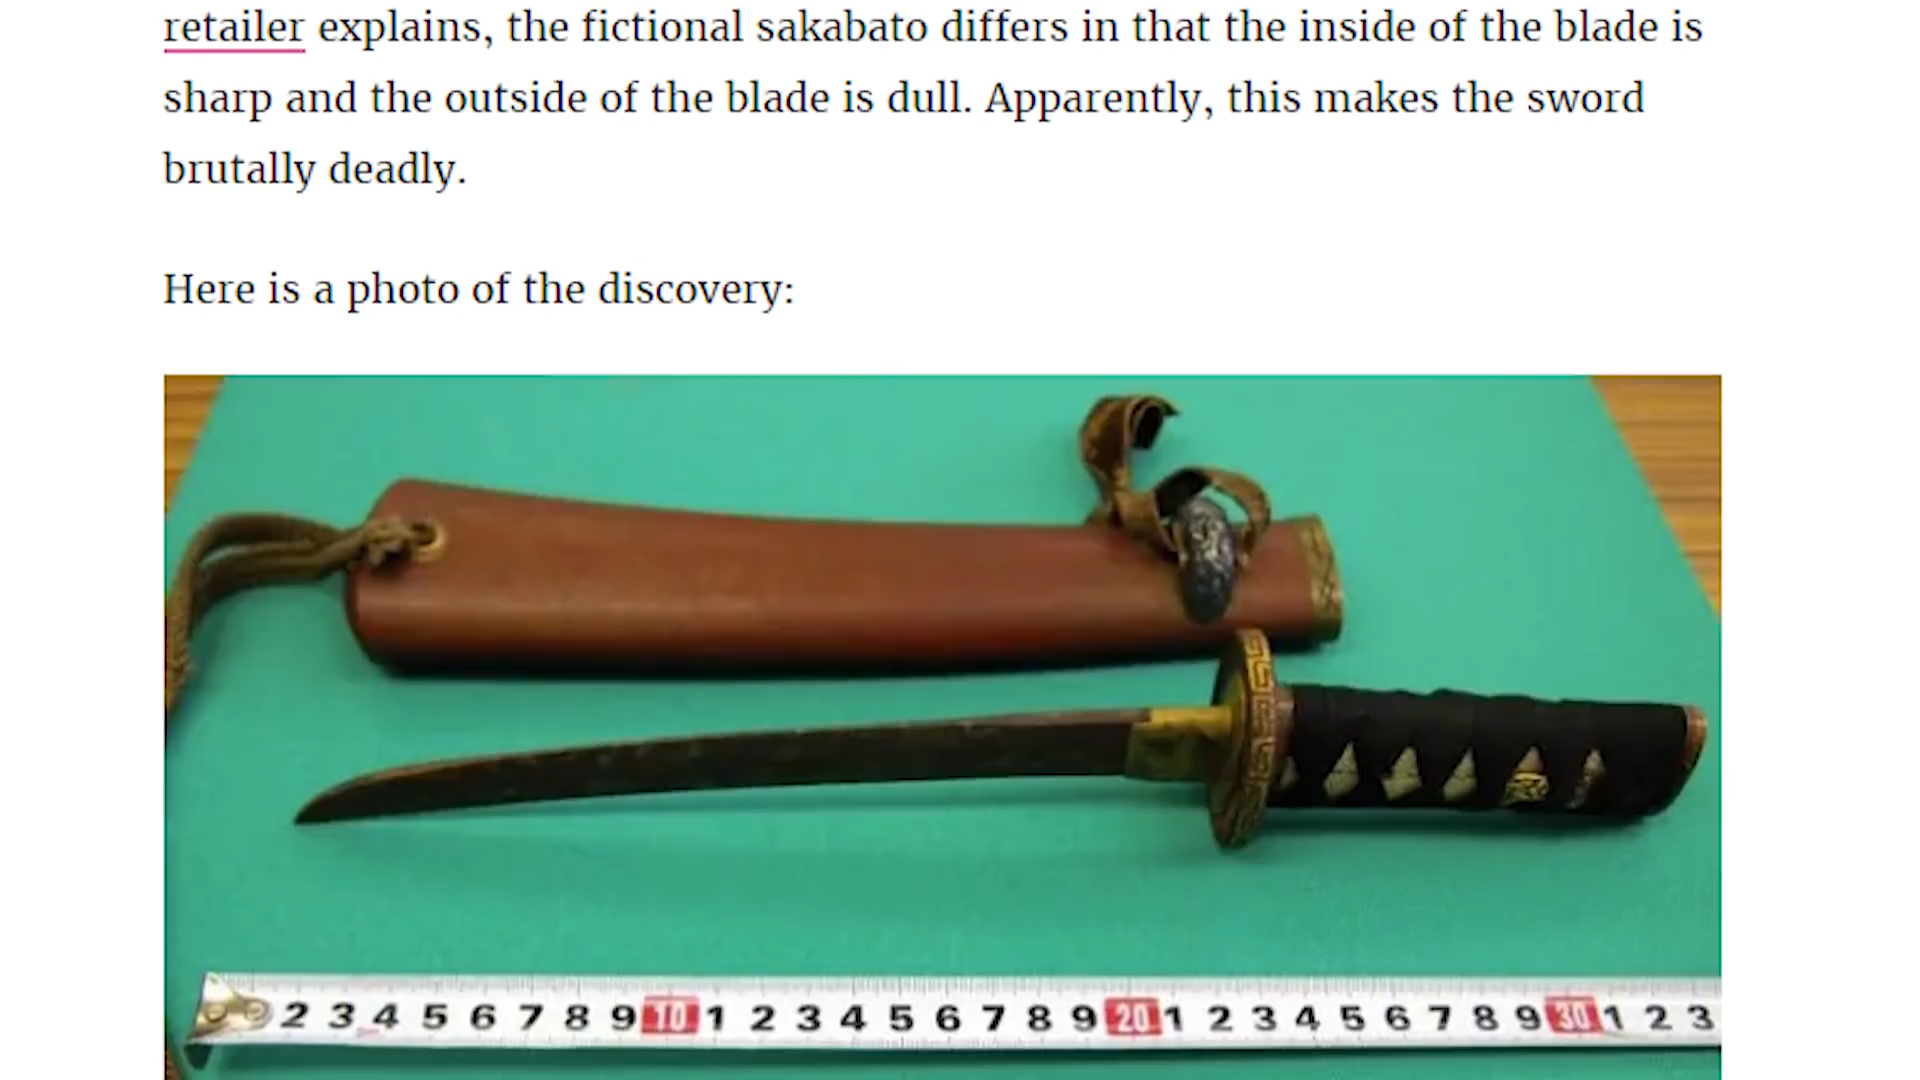 retailer explains, the fictional sakabato differs in that the inside of the blade is
sharp and the outside of the blade is dull. Apparently, this makes the sword
brutally deadly.
Here is a photo of the discovery:
2 3 4 5 6 7 8 9 10 1 2 3 4 5 6 7 8 9 20 1 2 3 4 5 6 7 8 9 30 1 2 3